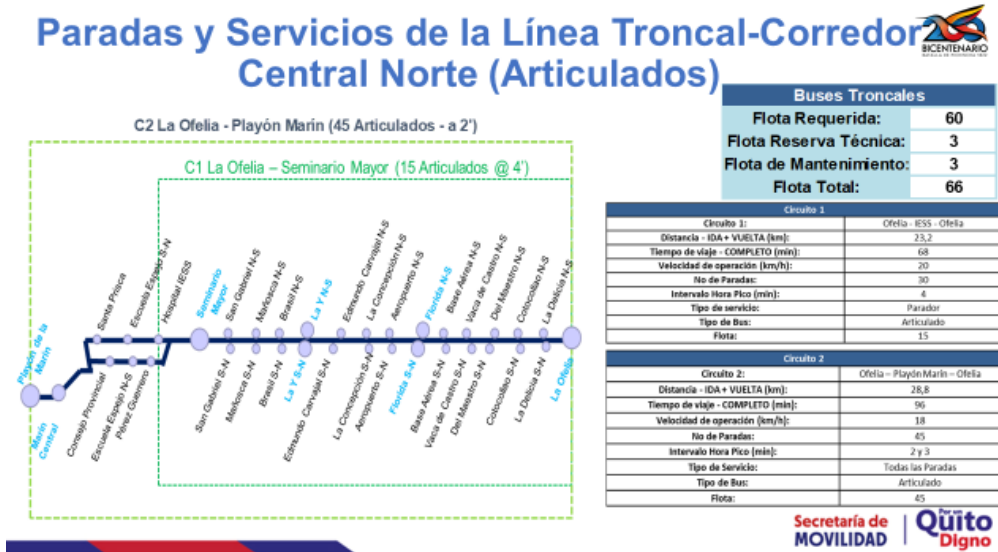 Paradas y Servicios de la Línea Troncal-Corredor
Central Norte (Articulados)
BICENTENARIO
C2 La Ofelia - Playón Marín (45 Articulados - a 2')
C1 La Ofelia – Seminario Mayor (15 Articulados @ 4')
Buses Troncales
Flota Requerida: 60
Flota Reserva Técnica: 3
Flota de Mantenimiento: 3
Flota Total: 66
Playón de la
Marín
Marín
Central
Santa Prisca
Escuela Espejo S-N
Hospital IESS
Seminario
Mayor
San Gabriel N-S
Mañosca N-S
Brasil N-S
La Y N-S
Edmundo Carvajal N-S
La Concepción N-S
Aeropuerto N-S
Florida N-S
Base Aérea N-S
Vaca de Castro N-S
Del Maestro N-S
Cotocollao N-S
La Delicia N-S
Consejo Provincial
Escuela Espejo N-S
Pérez Guerrero
San Gabriel S-N
Mañosca S-N
Brasil S-N
La Y S-N
Edmundo Carvajal S-N
La Concepción S-N
Aeropuerto S-N
Florida S-N
Base Aérea S-N
Vaca de Castro S-N
Del Maestro S-N
Cotocollao S-N
La Delicia S-N
La Ofelia
Circuito 1
Circuito 1: Ofelia - IESS - Ofelia
Distancia - IDA + VUELTA (km): 23,2
Tiempo de viaje - COMPLETO (min): 68
Velocidad de operación (km/h): 20
No de Paradas: 30
Intervalo Hora Pico (min): 4
Tipo de servicio: Parador
Tipo de Bus: Articulado
Flota: 15
Circuito 2
Circuito 2: Ofelia – Playón Marín – Ofelia
Distancia - IDA + VUELTA (km): 28,8
Tiempo de viaje - COMPLETO (min): 96
Velocidad de operación (km/h): 18
No de Paradas: 45
Intervalo Hora Pico (min): 2 y 3
Tipo de Servicio: Todas las Paradas
Tipo de Bus: Articulado
Flota: 45
Secretaría de
MOVILIDAD
Por un
Quito
Digno